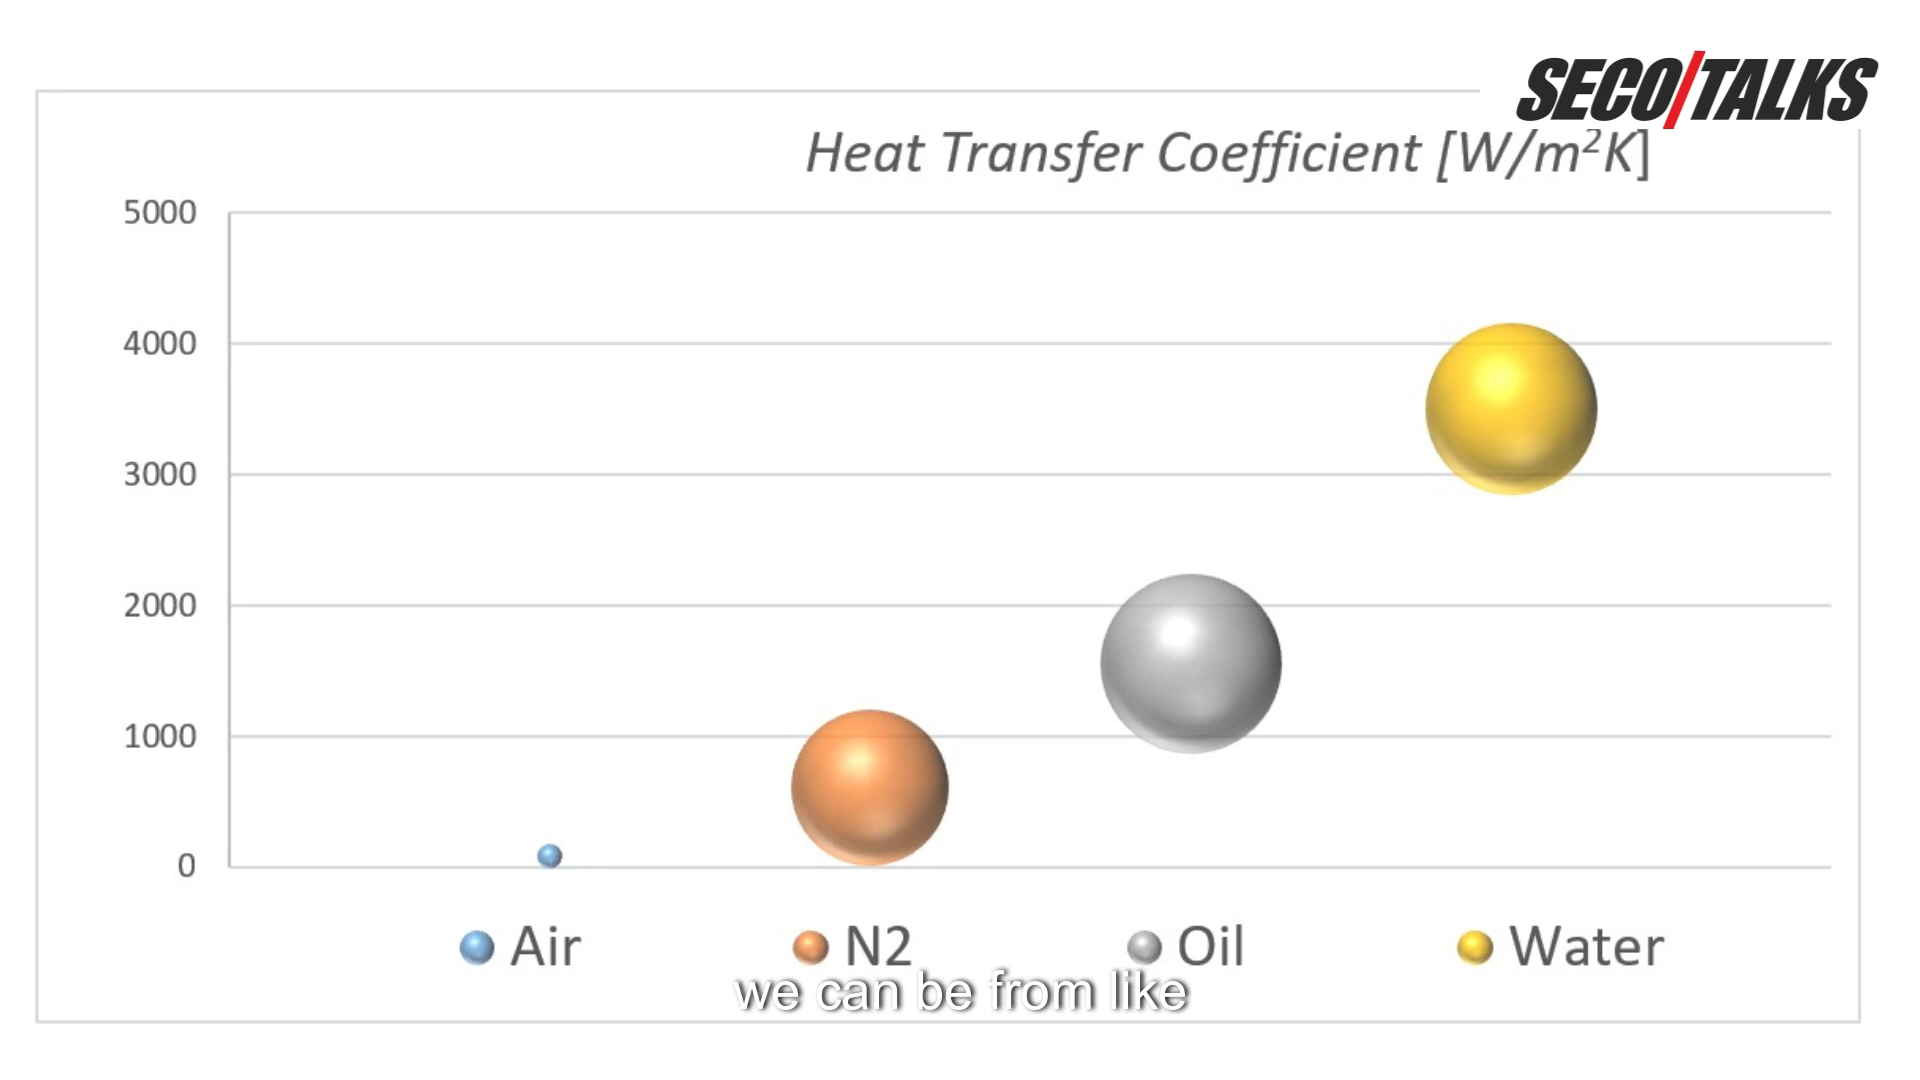 SECO/TALKS
Heat Transfer Coefficient [W/m²K]
5000
4000
3000
2000
1000
0
Air N2 Oil Water
we can be from like